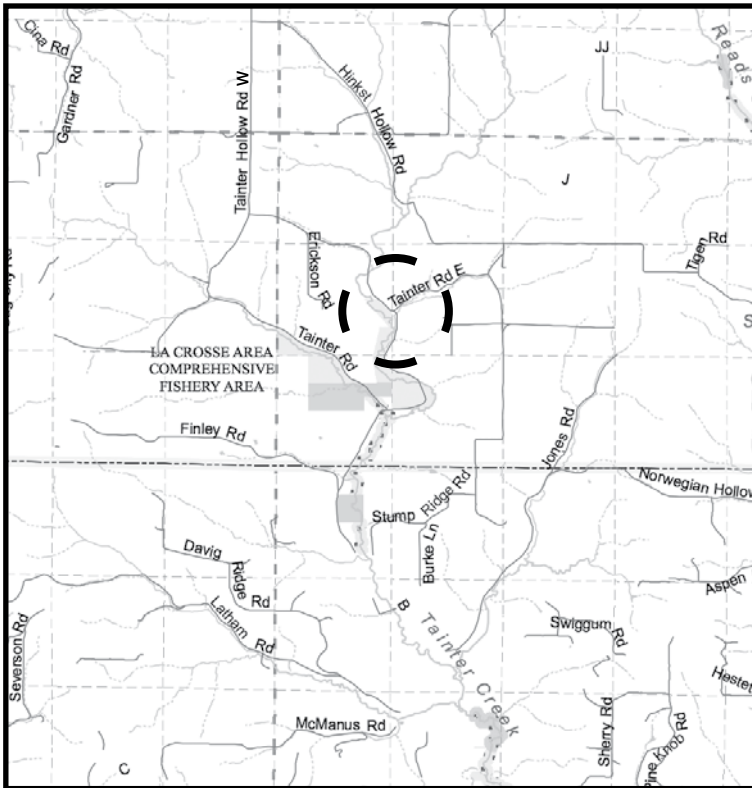 Cina Rd
Gardner Rd
Tainter Hollow Rd W
Hinkst Hollow Rd
JJ
Reads
J
Erickson Rd
Tainter Rd E
Tiger Rd
S
Tainter Rd
LA CROSSE AREA
COMPREHENSIVE
FISHERY AREA
Finley Rd
Jones Rd
Norwegian Hollow
Stump Ridge Rd
Burke Ln
Davig Ridge Rd
Aspen
Latham Rd
B Tainter Creek
Swiggum Rd
Severson Rd
Hester
McManus Rd
Sherry Rd
Pine Knob Rd
C